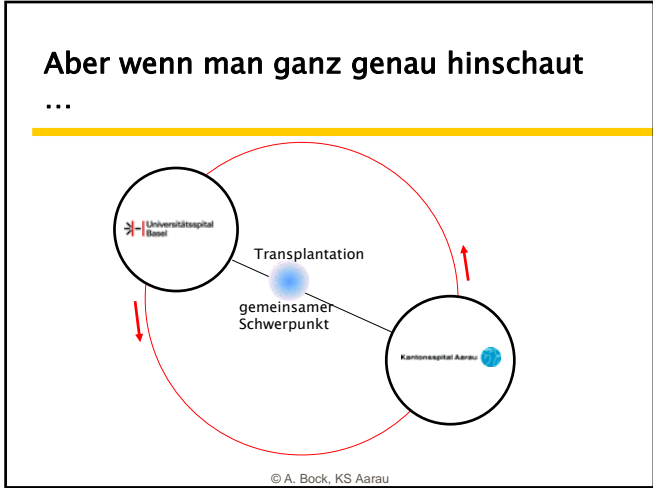 Aber wenn man ganz genau hinschaut
...
Universitätsspital
Basel
Transplantation
gemeinsamer
Schwerpunkt
Kantonsspital Aarau
© A. Bock, KS Aarau